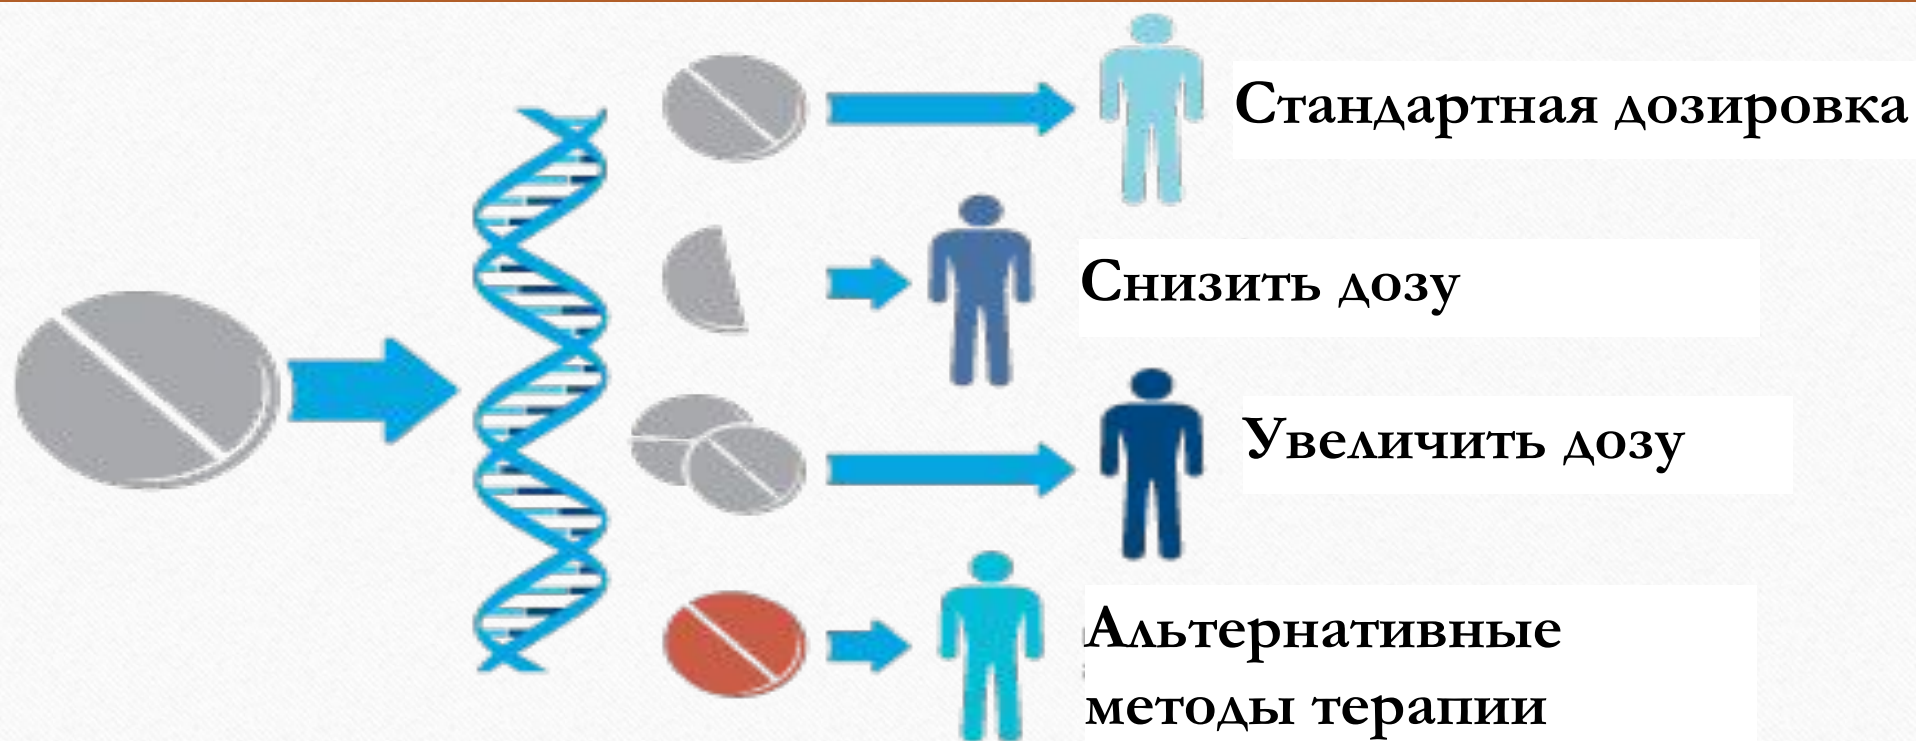 Стандартная дозировка
Снизить дозу
Увеличить дозу
Альтернативные
методы терапии